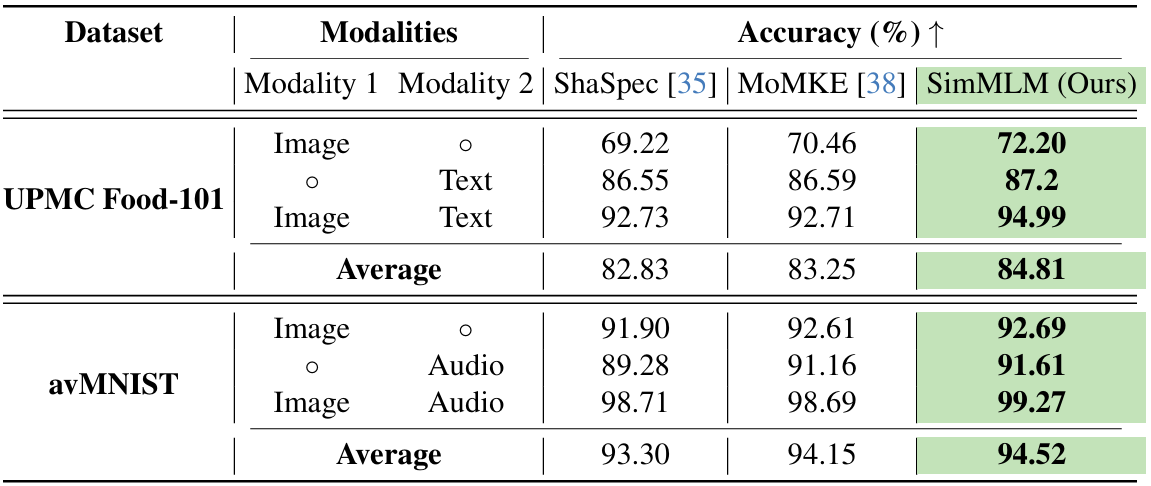 Dataset Modalities Accuracy (%) ↑
Modality 1 Modality 2 ShaSpec [35] MoMKE [38] SimMLM (Ours)
Image ○ 69.22 70.46 72.20
○ Text 86.55 86.59 87.2
UPMC Food-101
Image Text 92.73 92.71 94.99
Average 82.83 83.25 84.81
Image ○ 91.90 92.61 92.69
○ Audio 89.28 91.16 91.61
avMNIST
Image Audio 98.71 98.69 99.27
Average 93.30 94.15 94.52